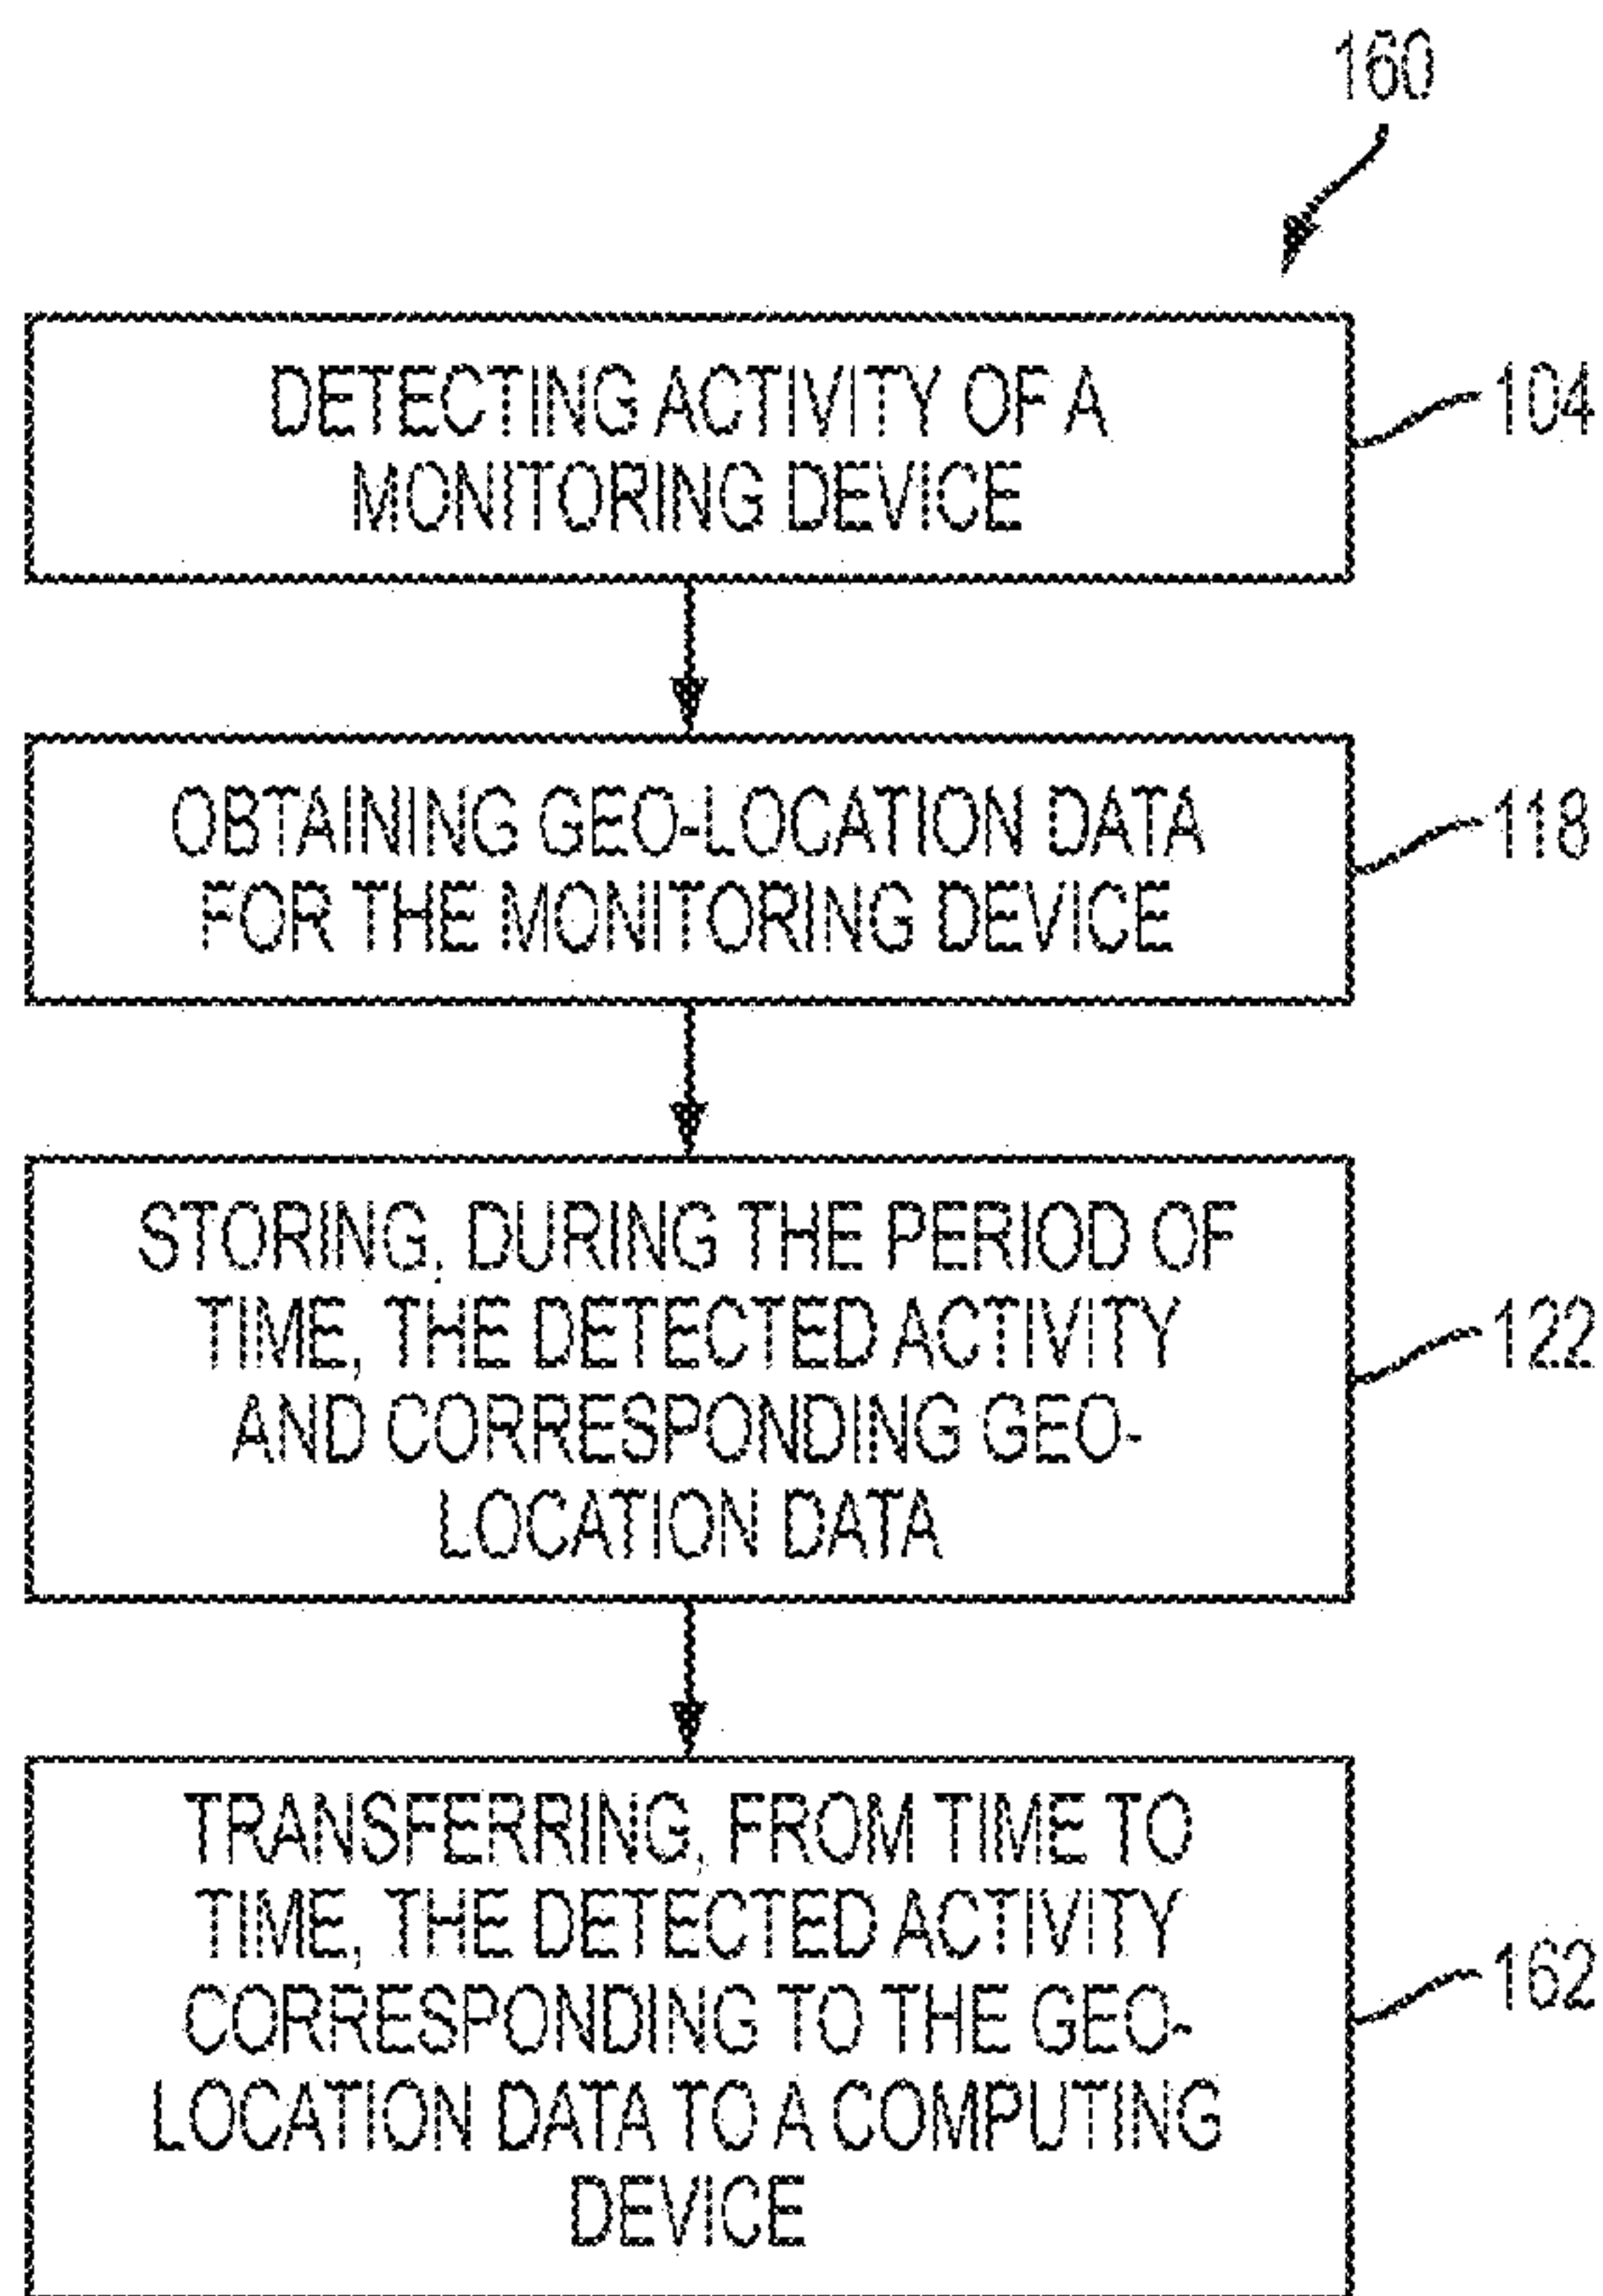 160
DETECTING ACTIVITY OF A
MONITORING DEVICE
104
OBTAINING GEO-LOCATION DATA
FOR THE MONITORING DEVICE
118
STORING, DURING THE PERIOD OF
TIME, THE DETECTED ACTIVITY
AND CORRESPONDING GEO-
LOCATION DATA
122
TRANSFERRING, FROM TIME TO
TIME, THE DETECTED ACTIVITY
CORRESPONDING TO THE GEO-
LOCATION DATA TO A COMPUTING
DEVICE
162